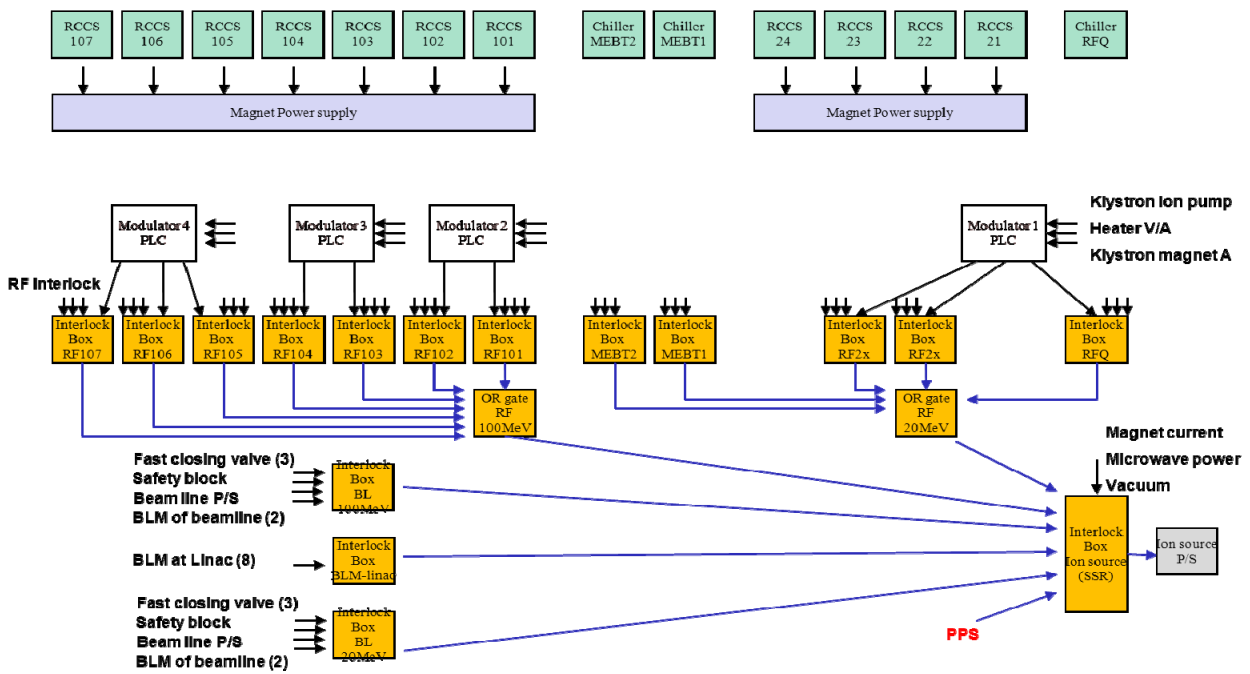 RCCS
107
RCCS
106
RCCS
105
RCCS
104
RCCS
103
RCCS
102
RCCS
101
Chiller
MEBT2
Chiller
MEBT1
RCCS
24
RCCS
23
RCCS
22
RCCS
21
Chiller
RFQ
Magnet Power supply
Magnet Power supply
Modulator 4
PLC
Modulator 3
PLC
Modulator 2
PLC
Modulator 1
PLC
Klystron Ion pump
Heater V/A
Klystron magnet A
RF Interlock
Interlock
Box
RF107
Interlock
Box
RF106
Interlock
Box
RF105
Interlock
Box
RF104
Interlock
Box
RF103
Interlock
Box
RF102
Interlock
Box
RF101
Interlock
Box
MEBT2
Interlock
Box
MEBT1
Interlock
Box
RF2x
Interlock
Box
RF2x
Interlock
Box
RFQ
OR gate
RF
100MeV
OR gate
RF
20MeV
Fast closing valve (3)
Safety block
Beam line P/S
BLM of beamline (2)
Interlock
Box
BL
100MeV
Magnet current
Microwave power
Vacuum
BLM at Linac (8)
Interlock
Box
BLM-linac
Interlock
Box
Ion source
(SSR)
Ion source
P/S
Fast closing valve (3)
Safety block
Beam line P/S
BLM of beamline (2)
Interlock
Box
BL
20MeV
PPS